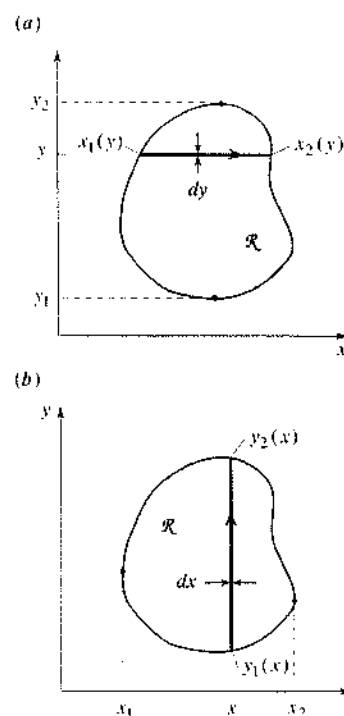 (a)
y₂
y
x₁(y)
x₂(y)
dy
ℛ
y₁
x
(b)
y
y₂(x)
ℛ
dx
y₁(x)
x₁
x
x₂